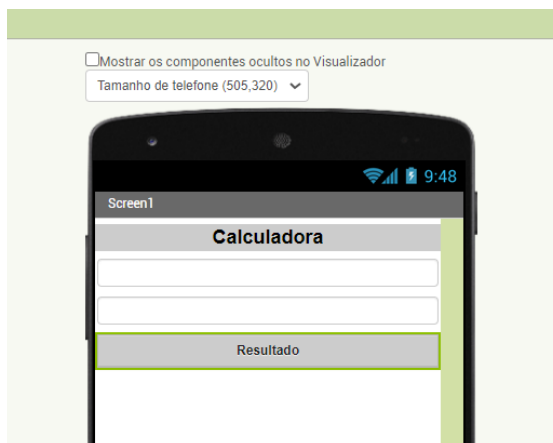 Mostrar os componentes ocultos no Visualizador
Tamanho de telefone (505,320)
9:48
Screen1
Calculadora
Resultado